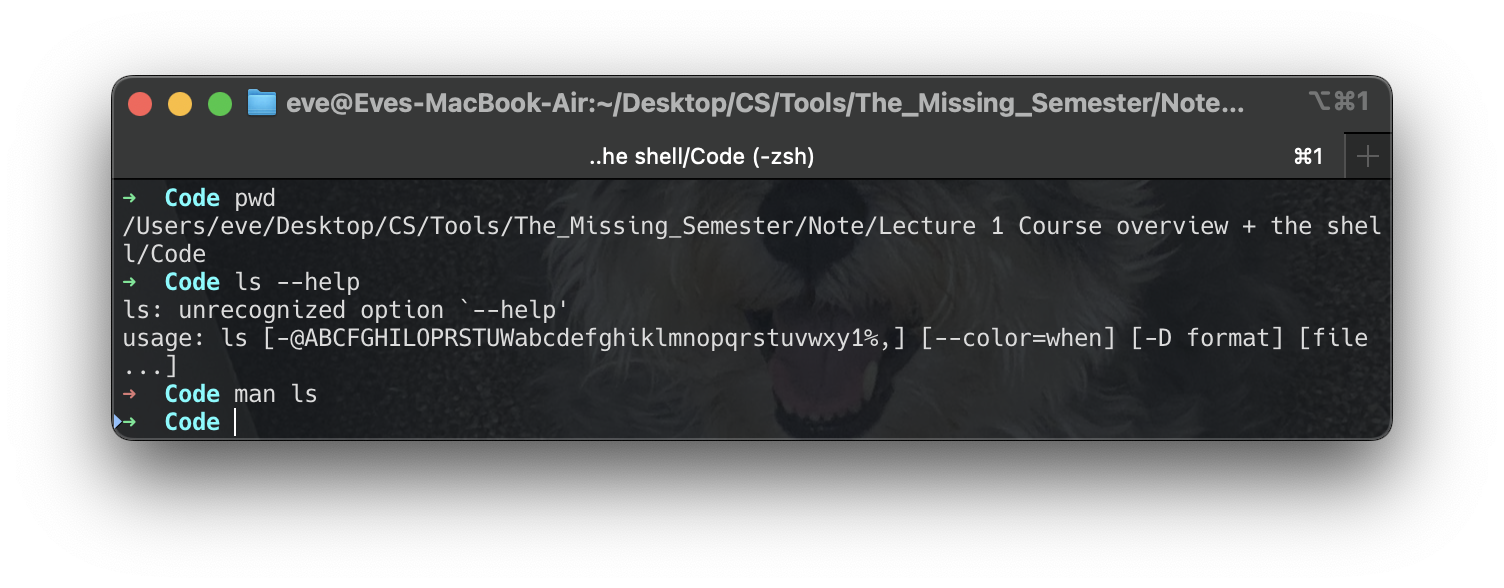 eve@Eves-MacBook-Air:~/Desktop/CS/Tools/The_Missing_Semester/Note... ⌥⌘1
..he shell/Code (-zsh) ⌘1 +
→ Code pwd
/Users/eve/Desktop/CS/Tools/The_Missing_Semester/Note/Lecture 1 Course overview + the shel
l/Code
→ Code ls --help
ls: unrecognized option `--help'
usage: ls [-@ABCFGHILOPRSTUWabcdefghiklmnopqrstuvwxy1%,] [--color=when] [-D format] [file
...]
→ Code man ls
→ Code